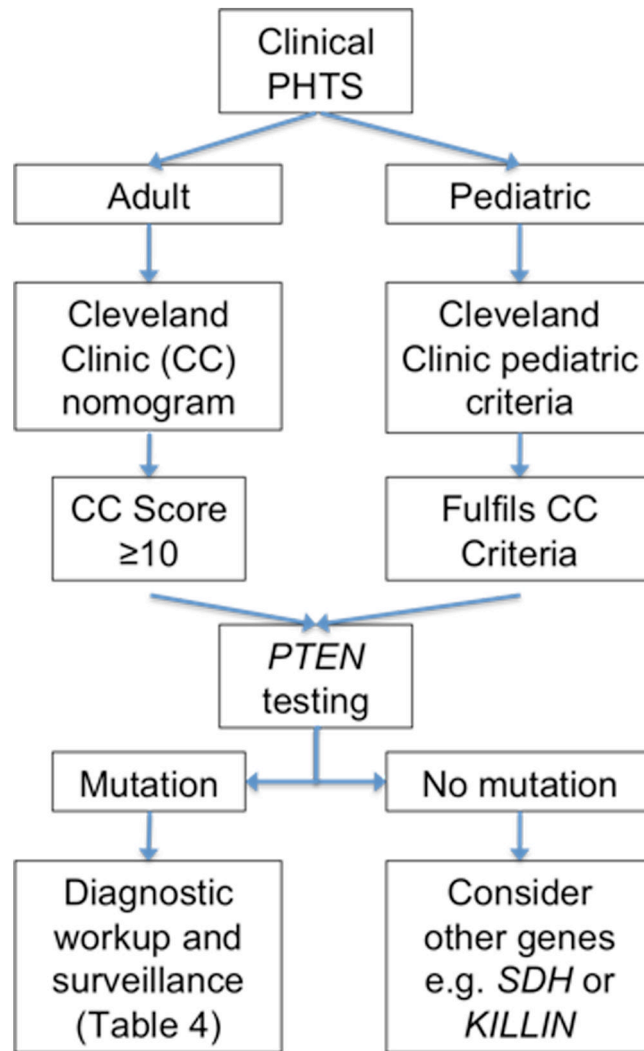 Clinical
PHTS
Adult
Pediatric
Cleveland
Clinic (CC)
nomogram
Cleveland
Clinic pediatric
criteria
CC Score
≥10
Fulfils CC
Criteria
PTEN
testing
Mutation
No mutation
Diagnostic
workup and
surveillance
(Table 4)
Consider
other genes
e.g. SDH or
KILLIN